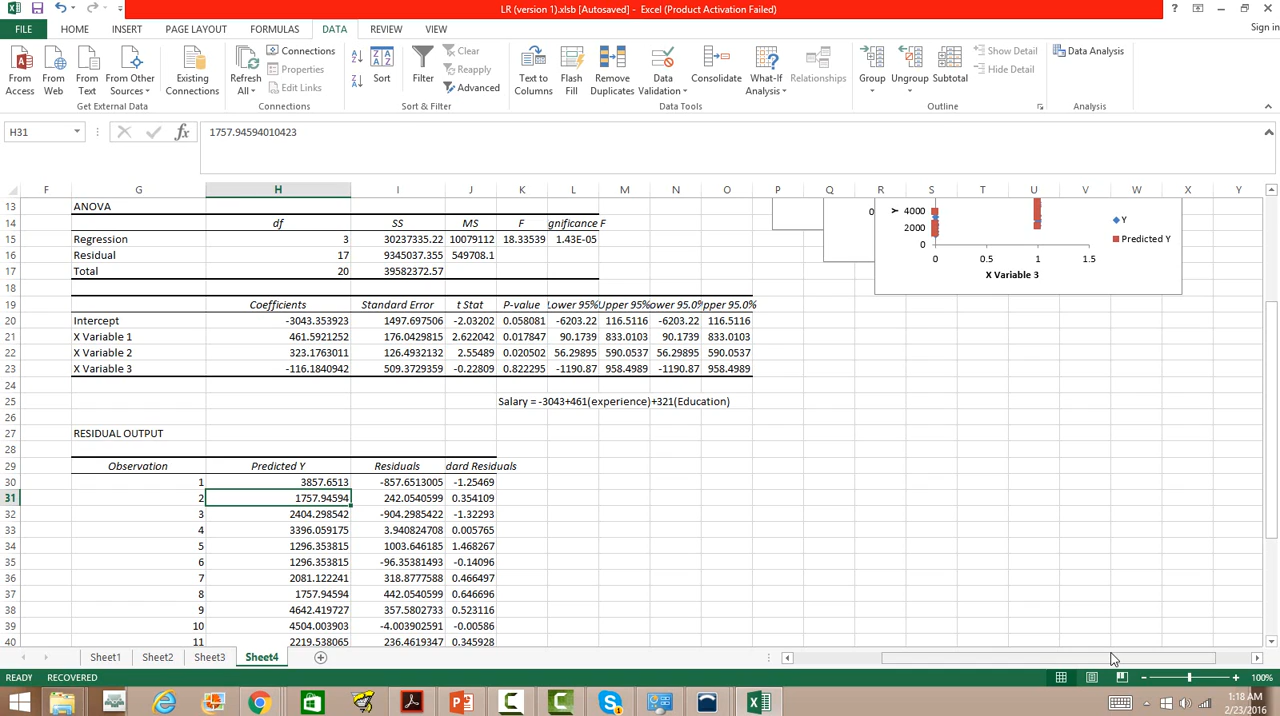 LR (version 1).xlsb [Autosaved] - Excel (Product Activation Failed)
FILE HOME INSERT PAGE LAYOUT FORMULAS DATA REVIEW VIEW Sign in
From Access From Web From Text From Other Sources Existing Connections Refresh All Connections Properties Edit Links Sort Filter Clear Reapply Advanced Text to Columns Flash Fill Remove Duplicates Data Validation Consolidate What-If Analysis Relationships Group Ungroup Subtotal Show Detail Hide Detail Data Analysis
Get External Data Connections Sort & Filter Data Tools Outline Analysis
H31 fx 1757.94594010423
F G H I J K L M N O P Q R S T U V W X Y
13 ANOVA
14 df SS MS F gnificance F
15 Regression 3 30237335.22 10079112 18.33539 1.43E-05
16 Residual 17 9345037.355 549708.1
17 Total 20 39582372.57
18
19 Coefficients Standard Error t Stat P-value Lower 95% Upper 95% ower 95.0% pper 95.0%
20 Intercept -3043.353923 1497.697506 -2.03202 0.058081 -6203.22 116.5116 -6203.22 116.5116
21 X Variable 1 461.5921252 176.0429815 2.622042 0.017847 90.1739 833.0103 90.1739 833.0103
22 X Variable 2 323.1763011 126.4932132 2.55489 0.020502 56.29895 590.0537 56.29895 590.0537
23 X Variable 3 -116.1840942 509.3729359 -0.22809 0.822295 -1190.87 958.4989 -1190.87 958.4989
24
25 Salary = -3043+461(experience)+321(Education)
26
27 RESIDUAL OUTPUT
28
29 Observation Predicted Y Residuals dard Residuals
30 1 3857.6513 -857.6513005 -1.25469
31 2 1757.94594 242.0540599 0.354109
32 3 2404.298542 -904.2985422 -1.32293
33 4 3396.059175 3.940824708 0.005765
34 5 1296.353815 1003.646185 1.468267
35 6 1296.353815 -96.35381493 -0.14096
36 7 2081.122241 318.8777588 0.466497
37 8 1757.94594 442.0540599 0.646696
38 9 4642.419727 357.5802733 0.523116
39 10 4504.003903 -4.003902591 -0.00586
40 11 2219.538065 236.4619347 0.345928
0
Y
4000
2000
0
0 0.5 1 1.5
X Variable 3
Y
Predicted Y
Sheet1 Sheet2 Sheet3 Sheet4
READY RECOVERED 100%
1:18 AM
2/23/2016